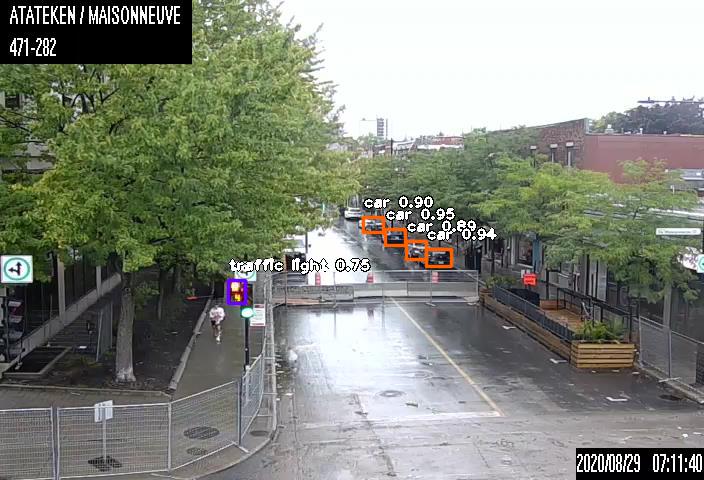 ATATEKEN / MAISONNEUVE
471-282
car 0.90
car 0.95
car 0.89
car 0.94
traffic light 0.75
2020/08/29 07:11:40